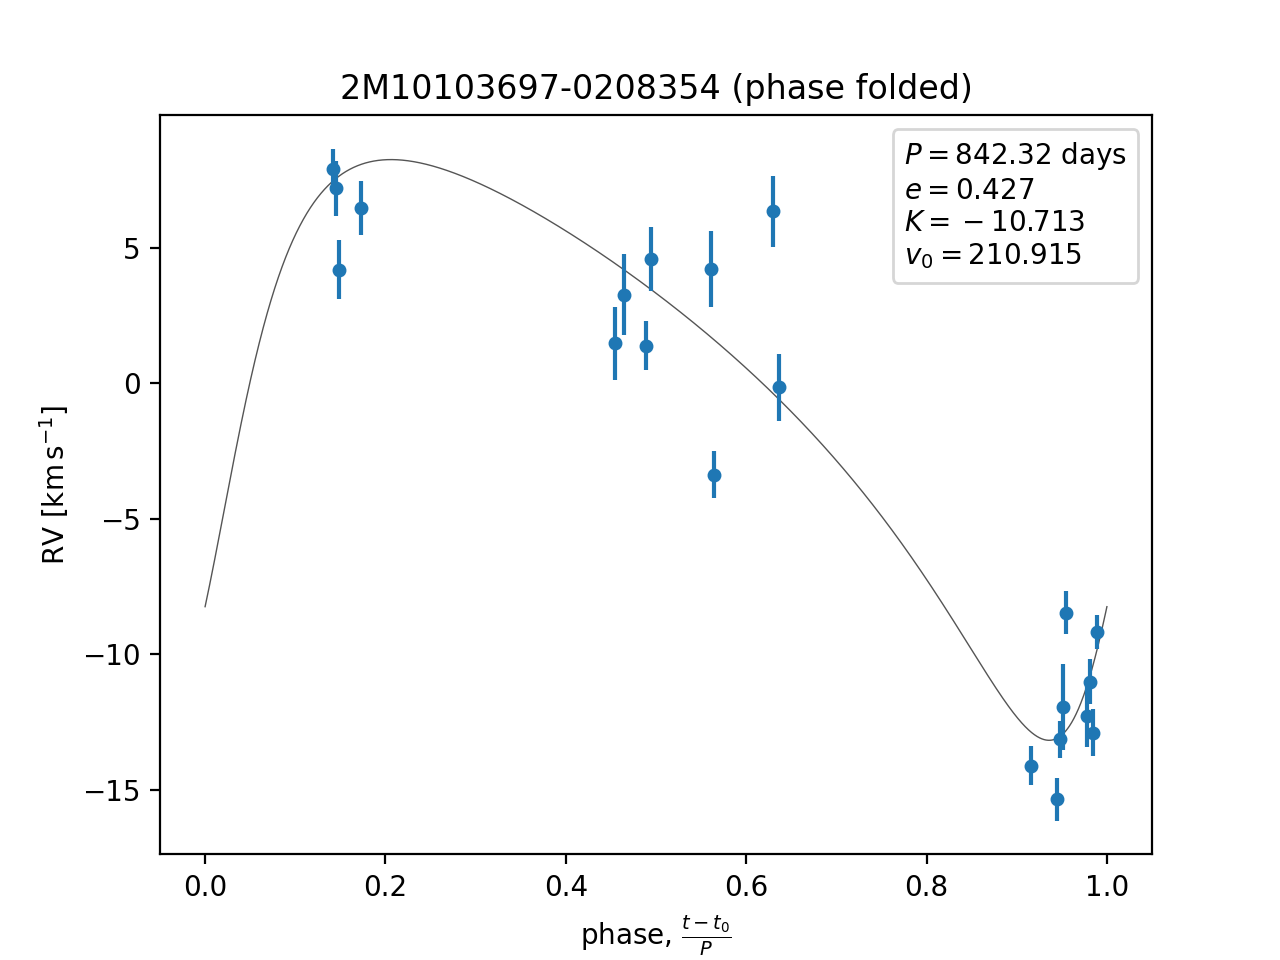 2M10103697-0208354 (phase folded)
P = 842.32 days
e = 0.427
K = −10.713
v₀ = 210.915
5
0
−5
−10
−15
RV [km s⁻¹]
0.0 0.2 0.4 0.6 0.8 1.0
phase, (t − t₀)/P